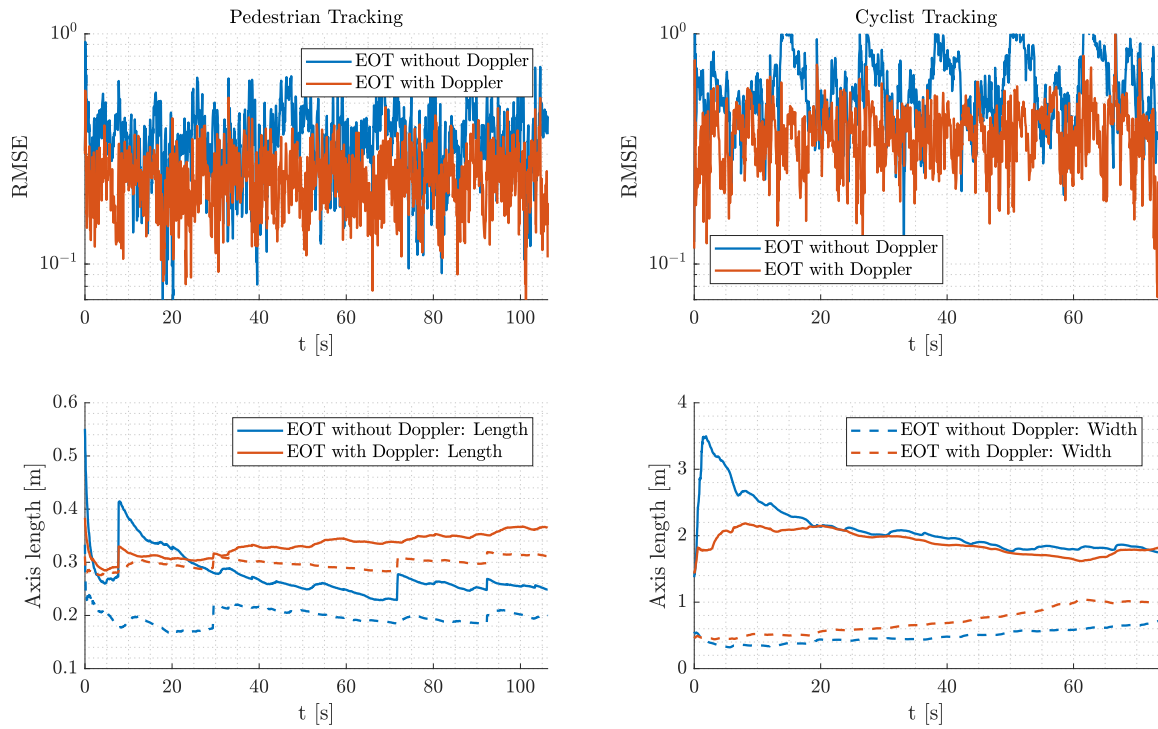 Pedestrian Tracking
10^0
10^{-1}
RMSE
EOT without Doppler
EOT with Doppler
0 20 40 60 80 100
t [s]
Cyclist Tracking
10^0
10^{-1}
RMSE
EOT without Doppler
EOT with Doppler
0 20 40 60
t [s]
0.6
0.5
0.4
0.3
0.2
0.1
Axis length [m]
EOT without Doppler: Length
EOT with Doppler: Length
0 20 40 60 80 100
t [s]
4
3
2
1
0
Axis length [m]
EOT without Doppler: Width
EOT with Doppler: Width
0 20 40 60
t [s]